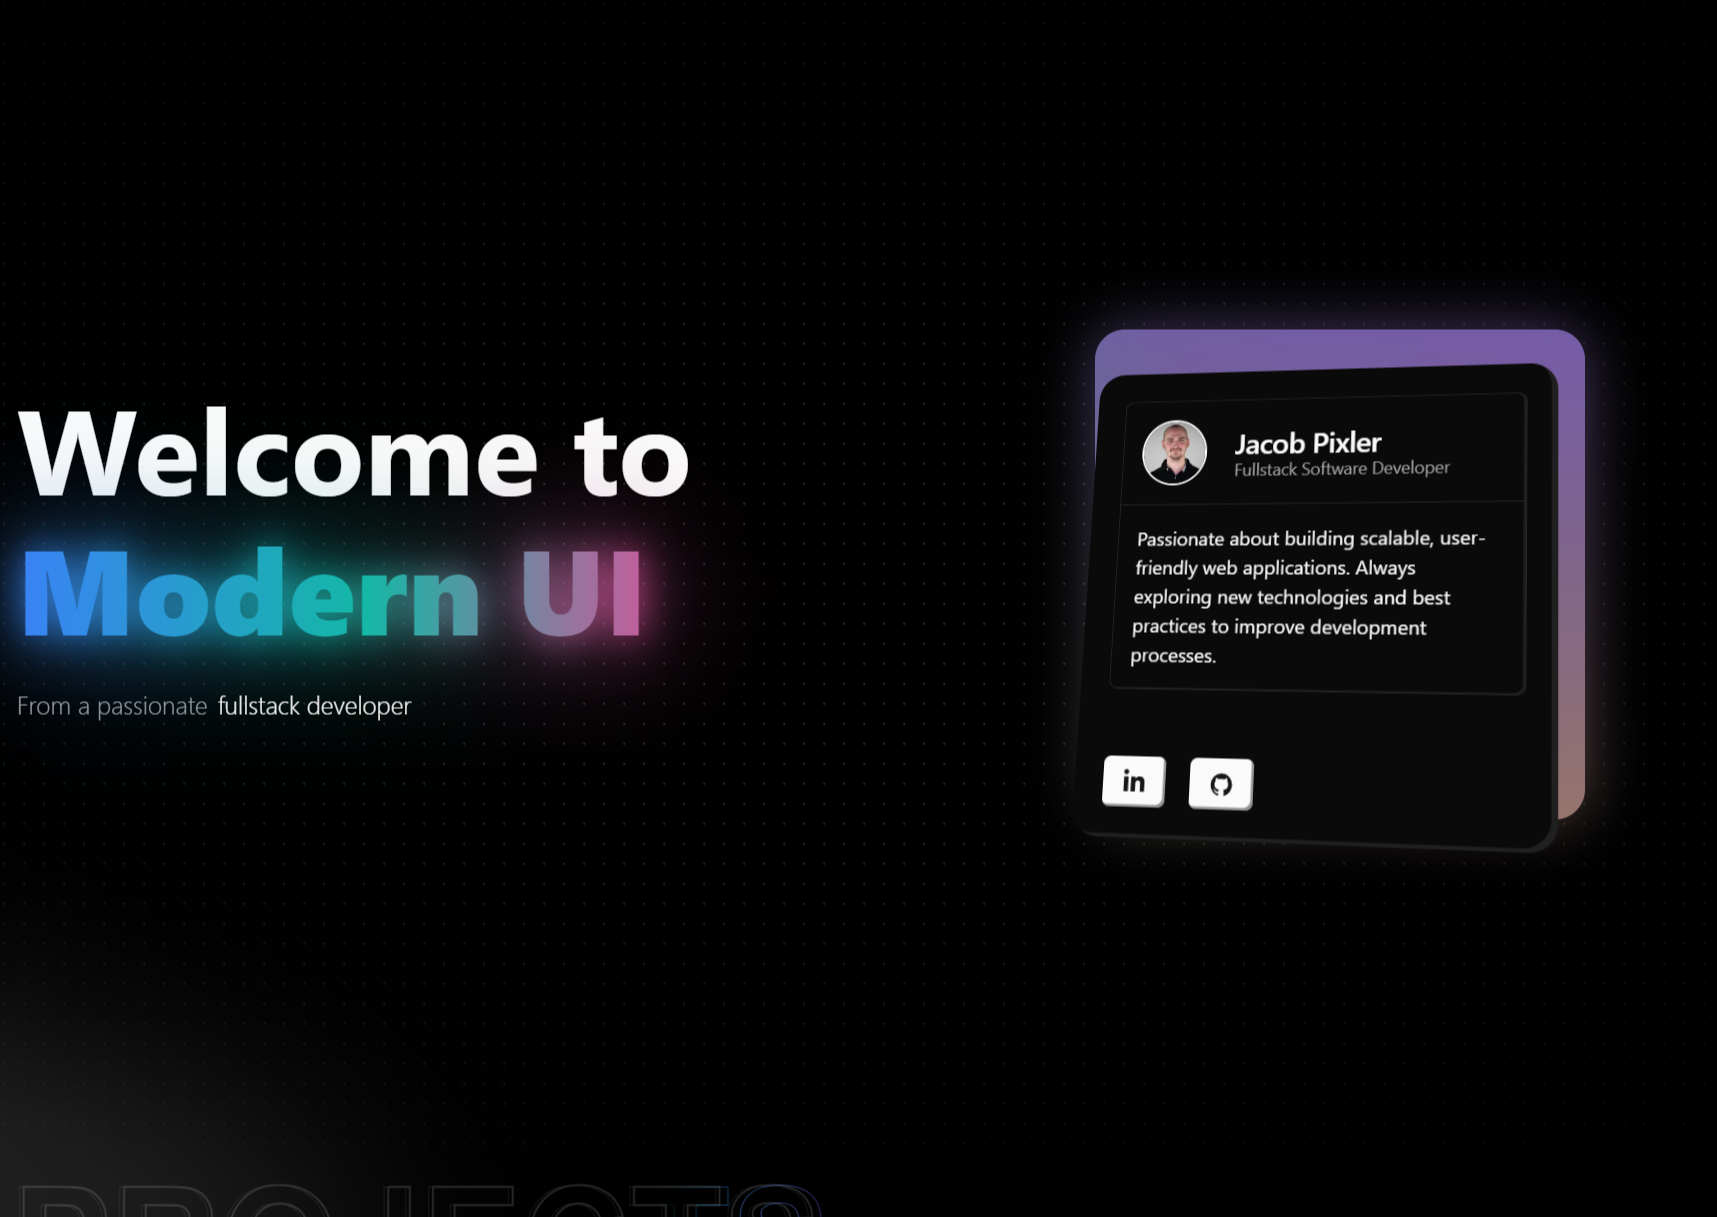 Welcome to
Modern UI
From a passionate fullstack developer
Jacob Pixler
Fullstack Software Developer
Passionate about building scalable, user-
friendly web applications. Always
exploring new technologies and best
practices to improve development
processes.
in
PROJECTS